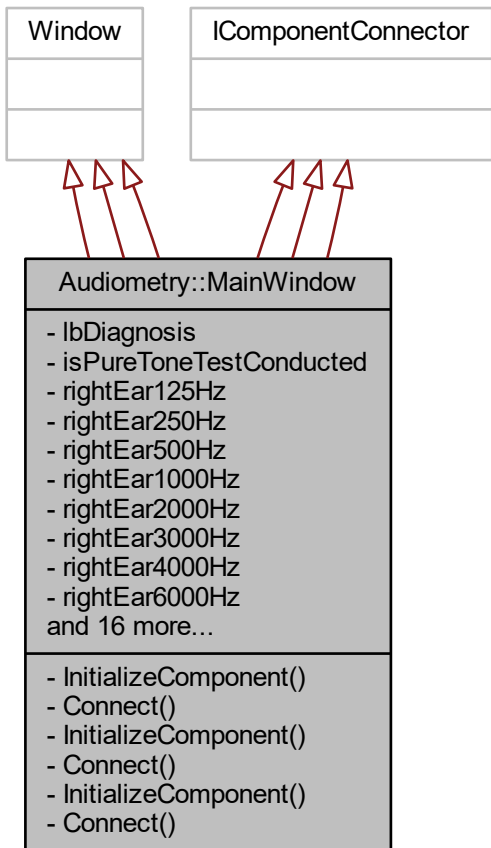 Window
IComponentConnector
Audiometry::MainWindow
- lbDiagnosis
- isPureToneTestConducted
- rightEar125Hz
- rightEar250Hz
- rightEar500Hz
- rightEar1000Hz
- rightEar2000Hz
- rightEar3000Hz
- rightEar4000Hz
- rightEar6000Hz
and 16 more...
- InitializeComponent()
- Connect()
- InitializeComponent()
- Connect()
- InitializeComponent()
- Connect()